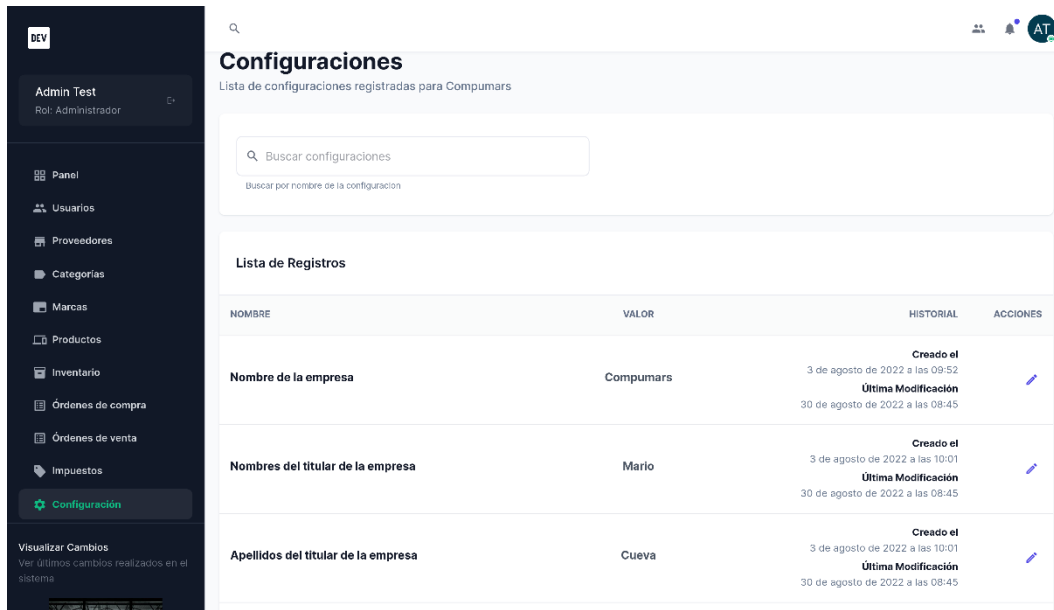 DEV
Admin Test
Rol: Administrador
Panel
Usuarios
Proveedores
Categorías
Marcas
Productos
Inventario
Órdenes de compra
Órdenes de venta
Impuestos
Configuración
Visualizar Cambios
Ver últimos cambios realizados en el
sistema
AT
Configuraciones
Lista de configuraciones registradas para Compumars
Buscar configuraciones
Buscar por nombre de la configuracion
Lista de Registros
NOMBRE VALOR HISTORIAL ACCIONES
Creado el
3 de agosto de 2022 a las 09:52
Nombre de la empresa Compumars
Última Modificación
30 de agosto de 2022 a las 08:45
Creado el
3 de agosto de 2022 a las 10:01
Nombres del titular de la empresa Mario
Última Modificación
30 de agosto de 2022 a las 08:45
Creado el
3 de agosto de 2022 a las 10:01
Apellidos del titular de la empresa Cueva
Última Modificación
30 de agosto de 2022 a las 08:45